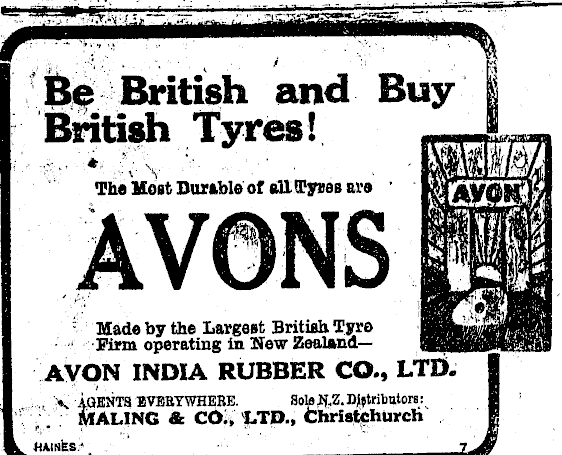 Be British and Buy
British Tyres!
The Most Durable of all Tyres are
AVONS
AVON
Made by the Largest British Tyre
Firm operating in New Zealand—
AVON INDIA RUBBER CO., LTD.
AGENTS EVERYWHERE. Sole N.Z. Distributors:
MALING & CO., LTD., Christchurch
HAINES. 7